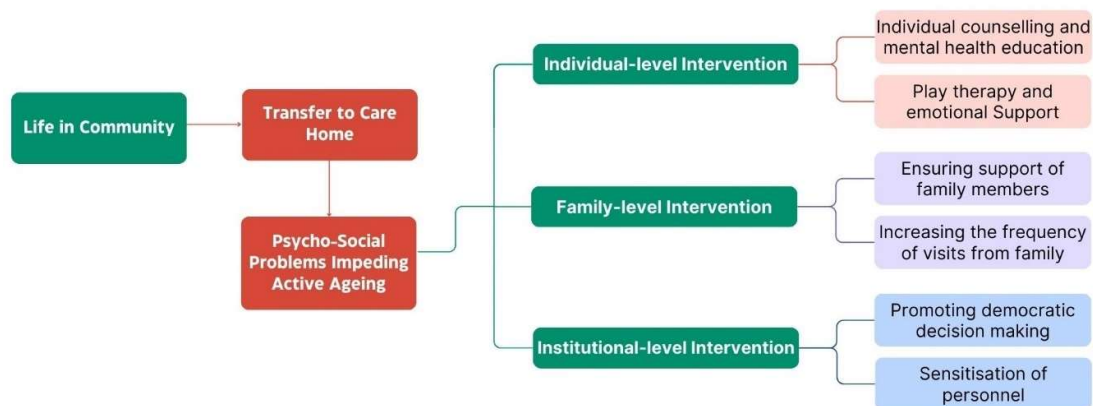 Life in Community
Transfer to Care
Home
Psycho-Social
Problems Impeding
Active Ageing
Individual-level Intervention
Individual counselling and
mental health education
Play therapy and
emotional Support
Family-level Intervention
Ensuring support of
family members
Increasing the frequency
of visits from family
Institutional-level Intervention
Promoting democratic
decision making
Sensitisation of
personnel